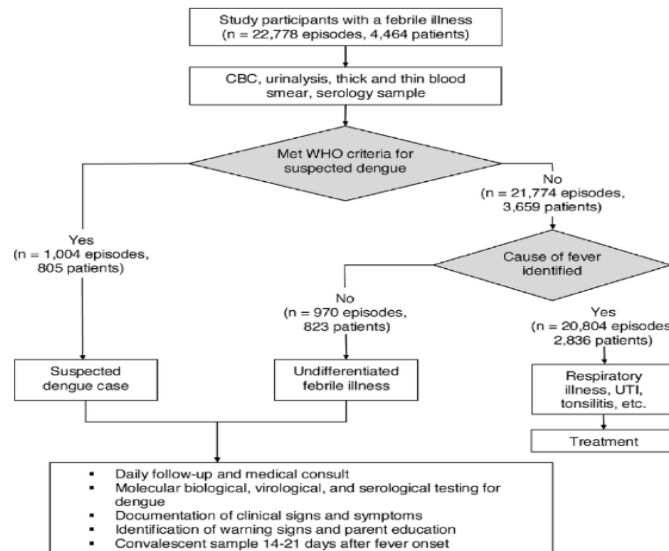 Study participants with a febrile illness
(n = 22,778 episodes, 4,464 patients)
CBC, urinalysis, thick and thin blood
smear, serology sample
Met WHO criteria for
suspected dengue
No
(n = 21,774 episodes,
3,659 patients)
Yes
(n = 1,004 episodes,
805 patients)
Cause of fever
identified
No
(n = 970 episodes,
823 patients)
Yes
(n = 20,804 episodes
2,836 patients)
Suspected
dengue case
Undifferentiated
febrile illness
Respiratory
illness, UTI,
tonsilitis, etc.
Treatment
▪ Daily follow-up and medical consult
▪ Molecular biological, virological, and serological testing for
dengue
▪ Documentation of clinical signs and symptoms
▪ Identification of warning signs and parent education
▪ Convalescent sample 14-21 days after fever onset